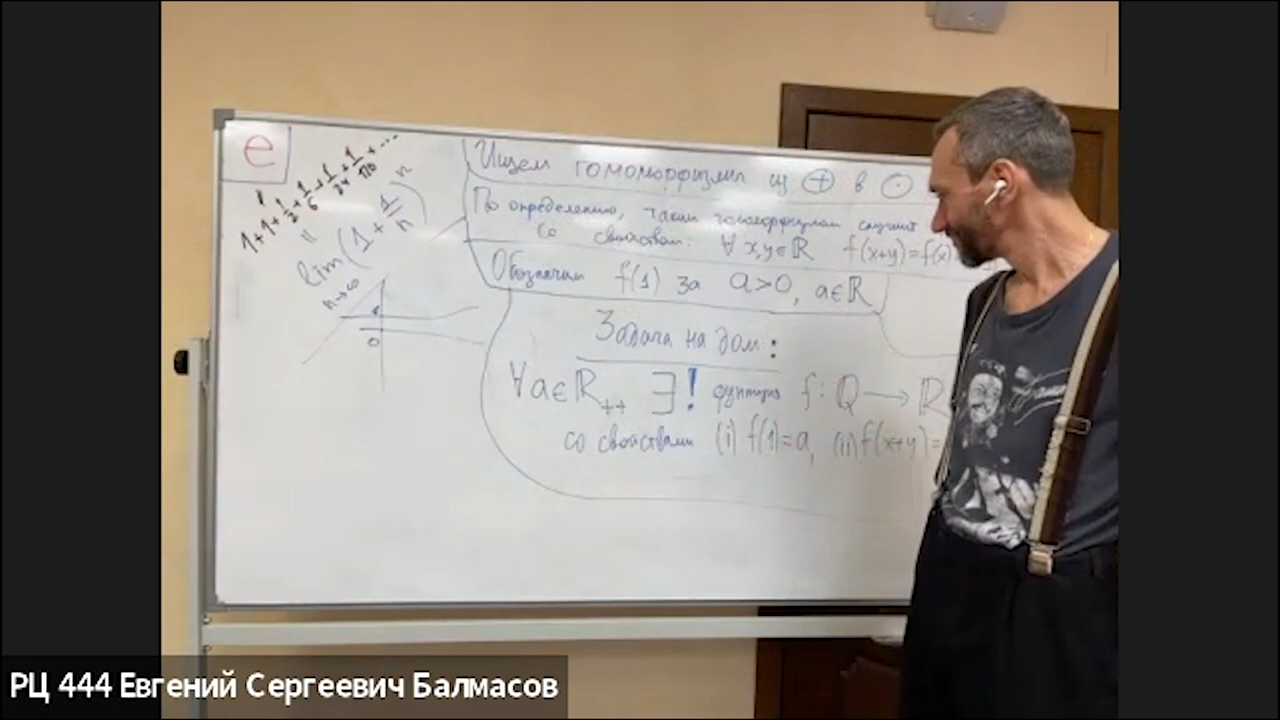 e
1+1+1/2+1/6+1/24+1/120+...
"
lim (1+1/n)^n
n→∞
0
Ищем гомоморфизм из ⊕ в ⊙
По определению, таким гомоморфизмом служит
со свойством: ∀ x,y∈ℝ f(x+y)=f(x)
Обозначим f(1) за a>0, a∈ℝ
Задача на дом:
∀a∈ℝ₊₊ ∃! функция f: ℚ ⟶ ℝ
со свойствами (i) f(1)=a, (ii) f(x+y)=
РЦ 444 Евгений Сергеевич Балмасов